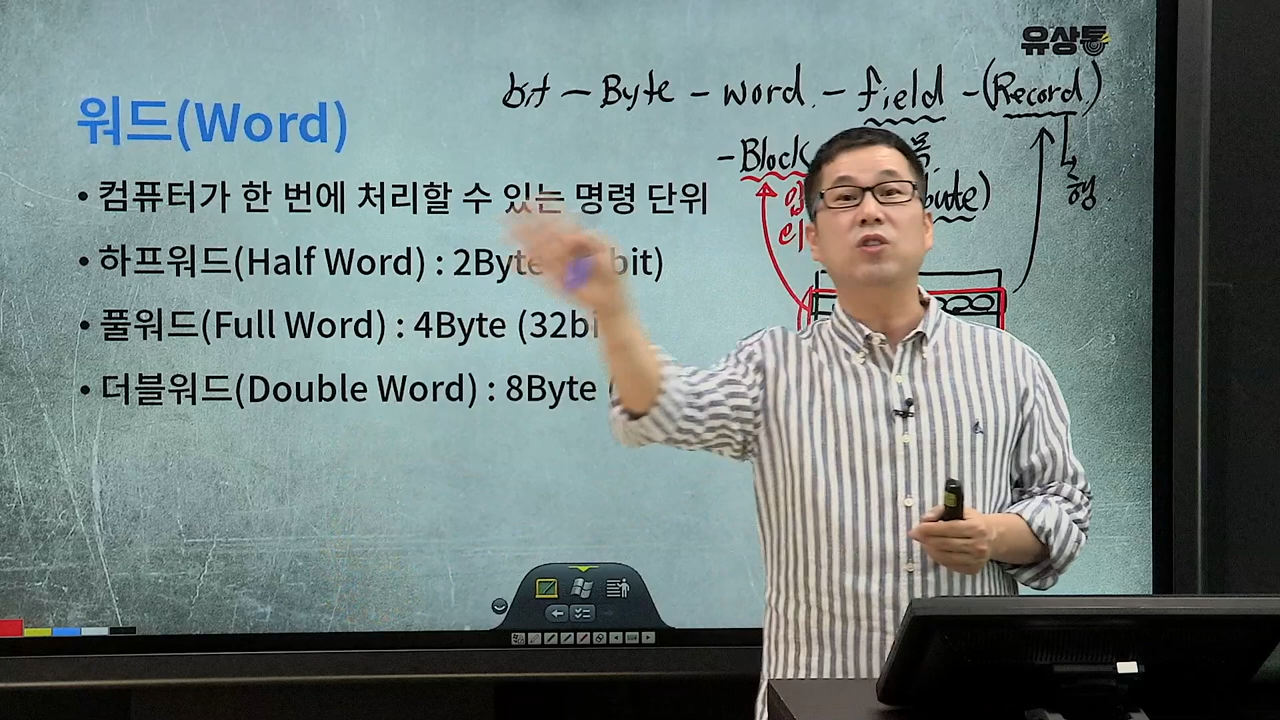 유상통
bit - Byte - word. - field - (Record)
워드(Word)
- Block
행.
• 컴퓨터가 한 번에 처리할 수 있는 명령 단위
• 하프워드(Half Word) : 2Byte bit)
• 풀워드(Full Word) : 4Byte (32bi
• 더블워드(Double Word) : 8Byte